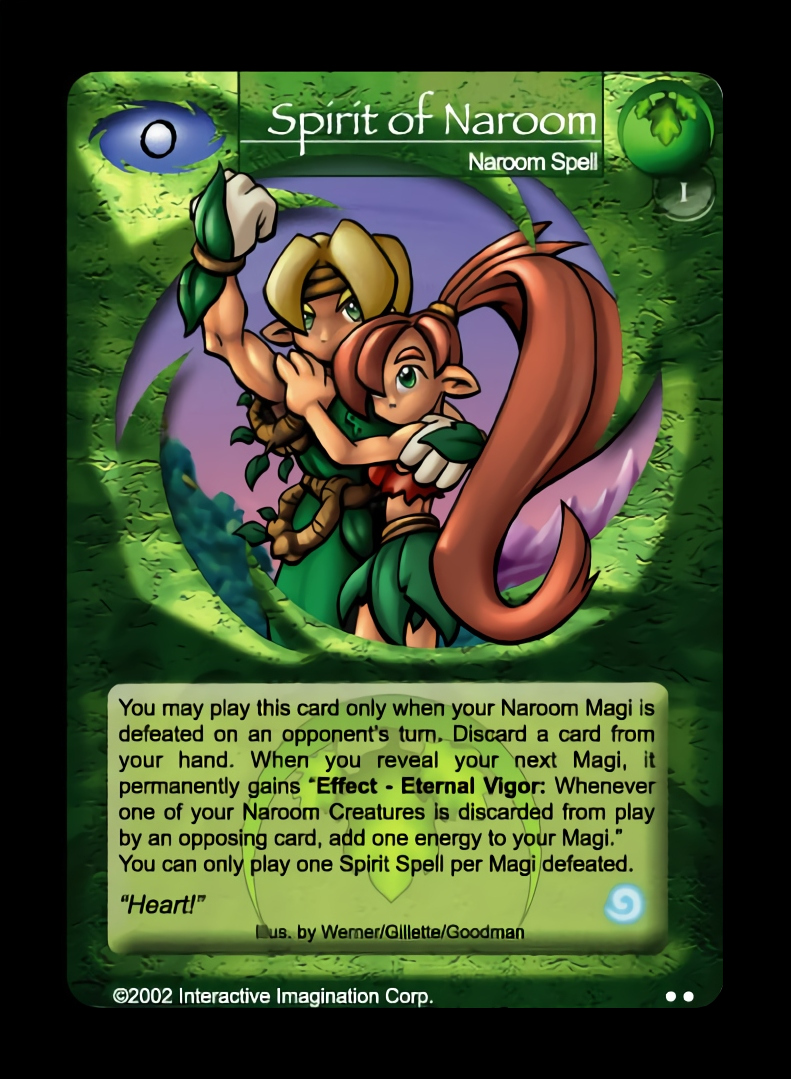 Spirit of Naroom
Naroom Spell
1
You may play this card only when your Naroom Magi is
defeated on an opponent's turn. Discard a card from
your hand. When you reveal your next Magi, it
permanently gains "Effect - Eternal Vigor: Whenever
one of your Naroom Creatures is discarded from play
by an opposing card, add one energy to your Magi."
You can only play one Spirit Spell per Magi defeated.
"Heart!"
Illus. by Werner/Gillette/Goodman
©2002 Interactive Imagination Corp.